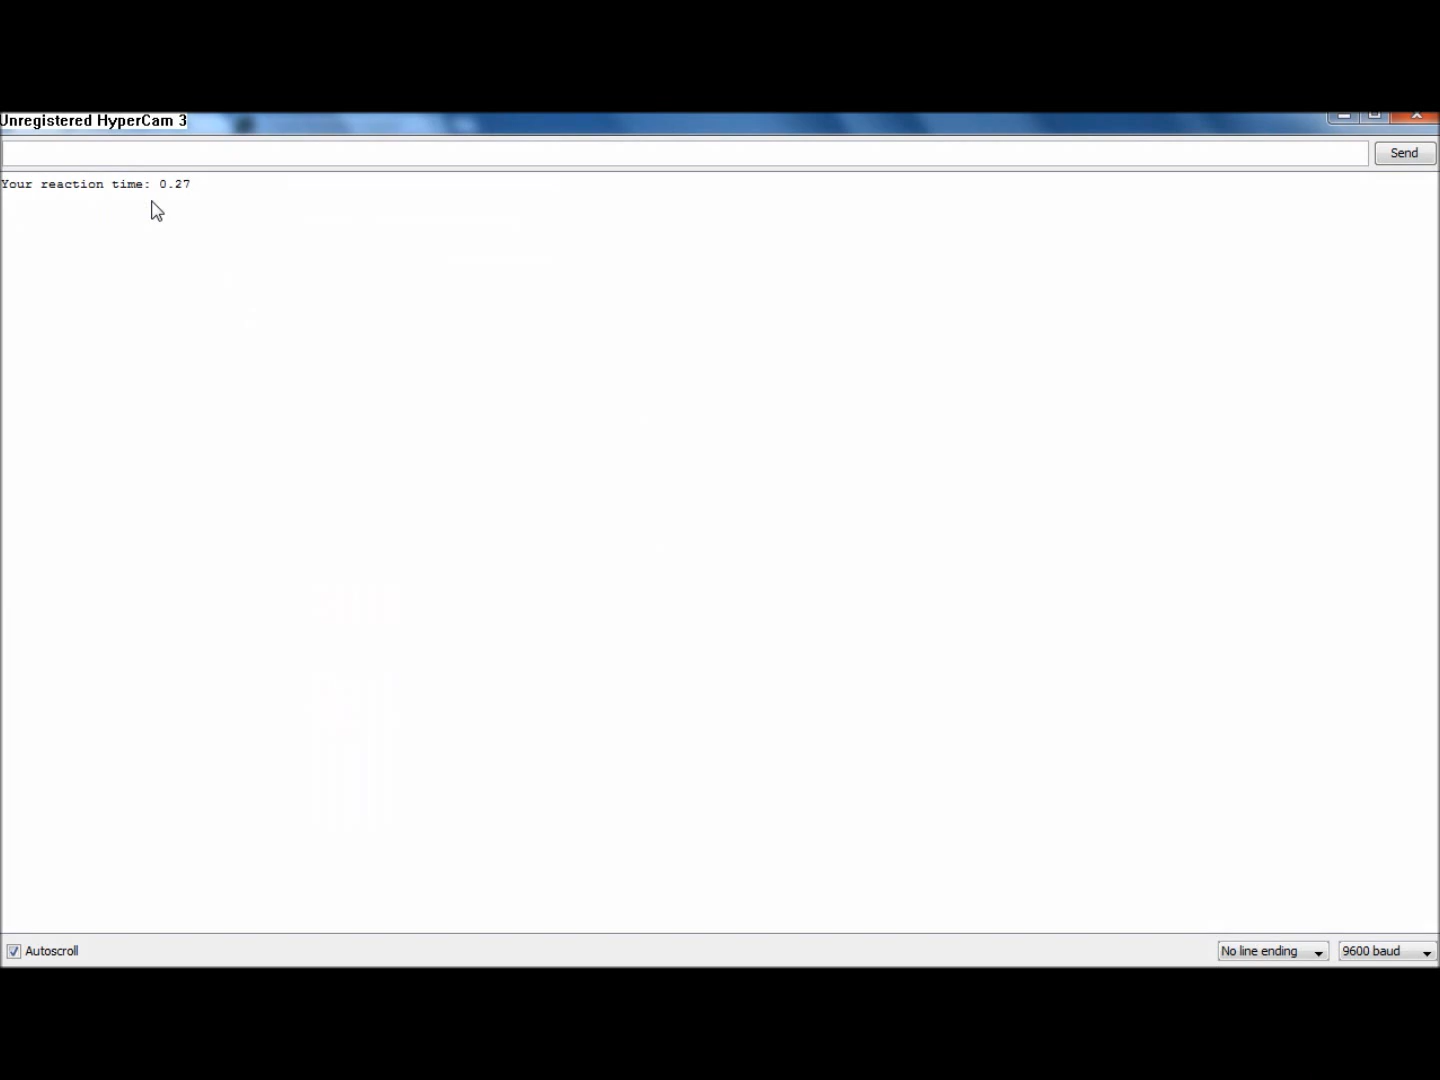 Unregistered HyperCam 3
Send
Your reaction time: 0.27
Autoscroll
No line ending
9600 baud